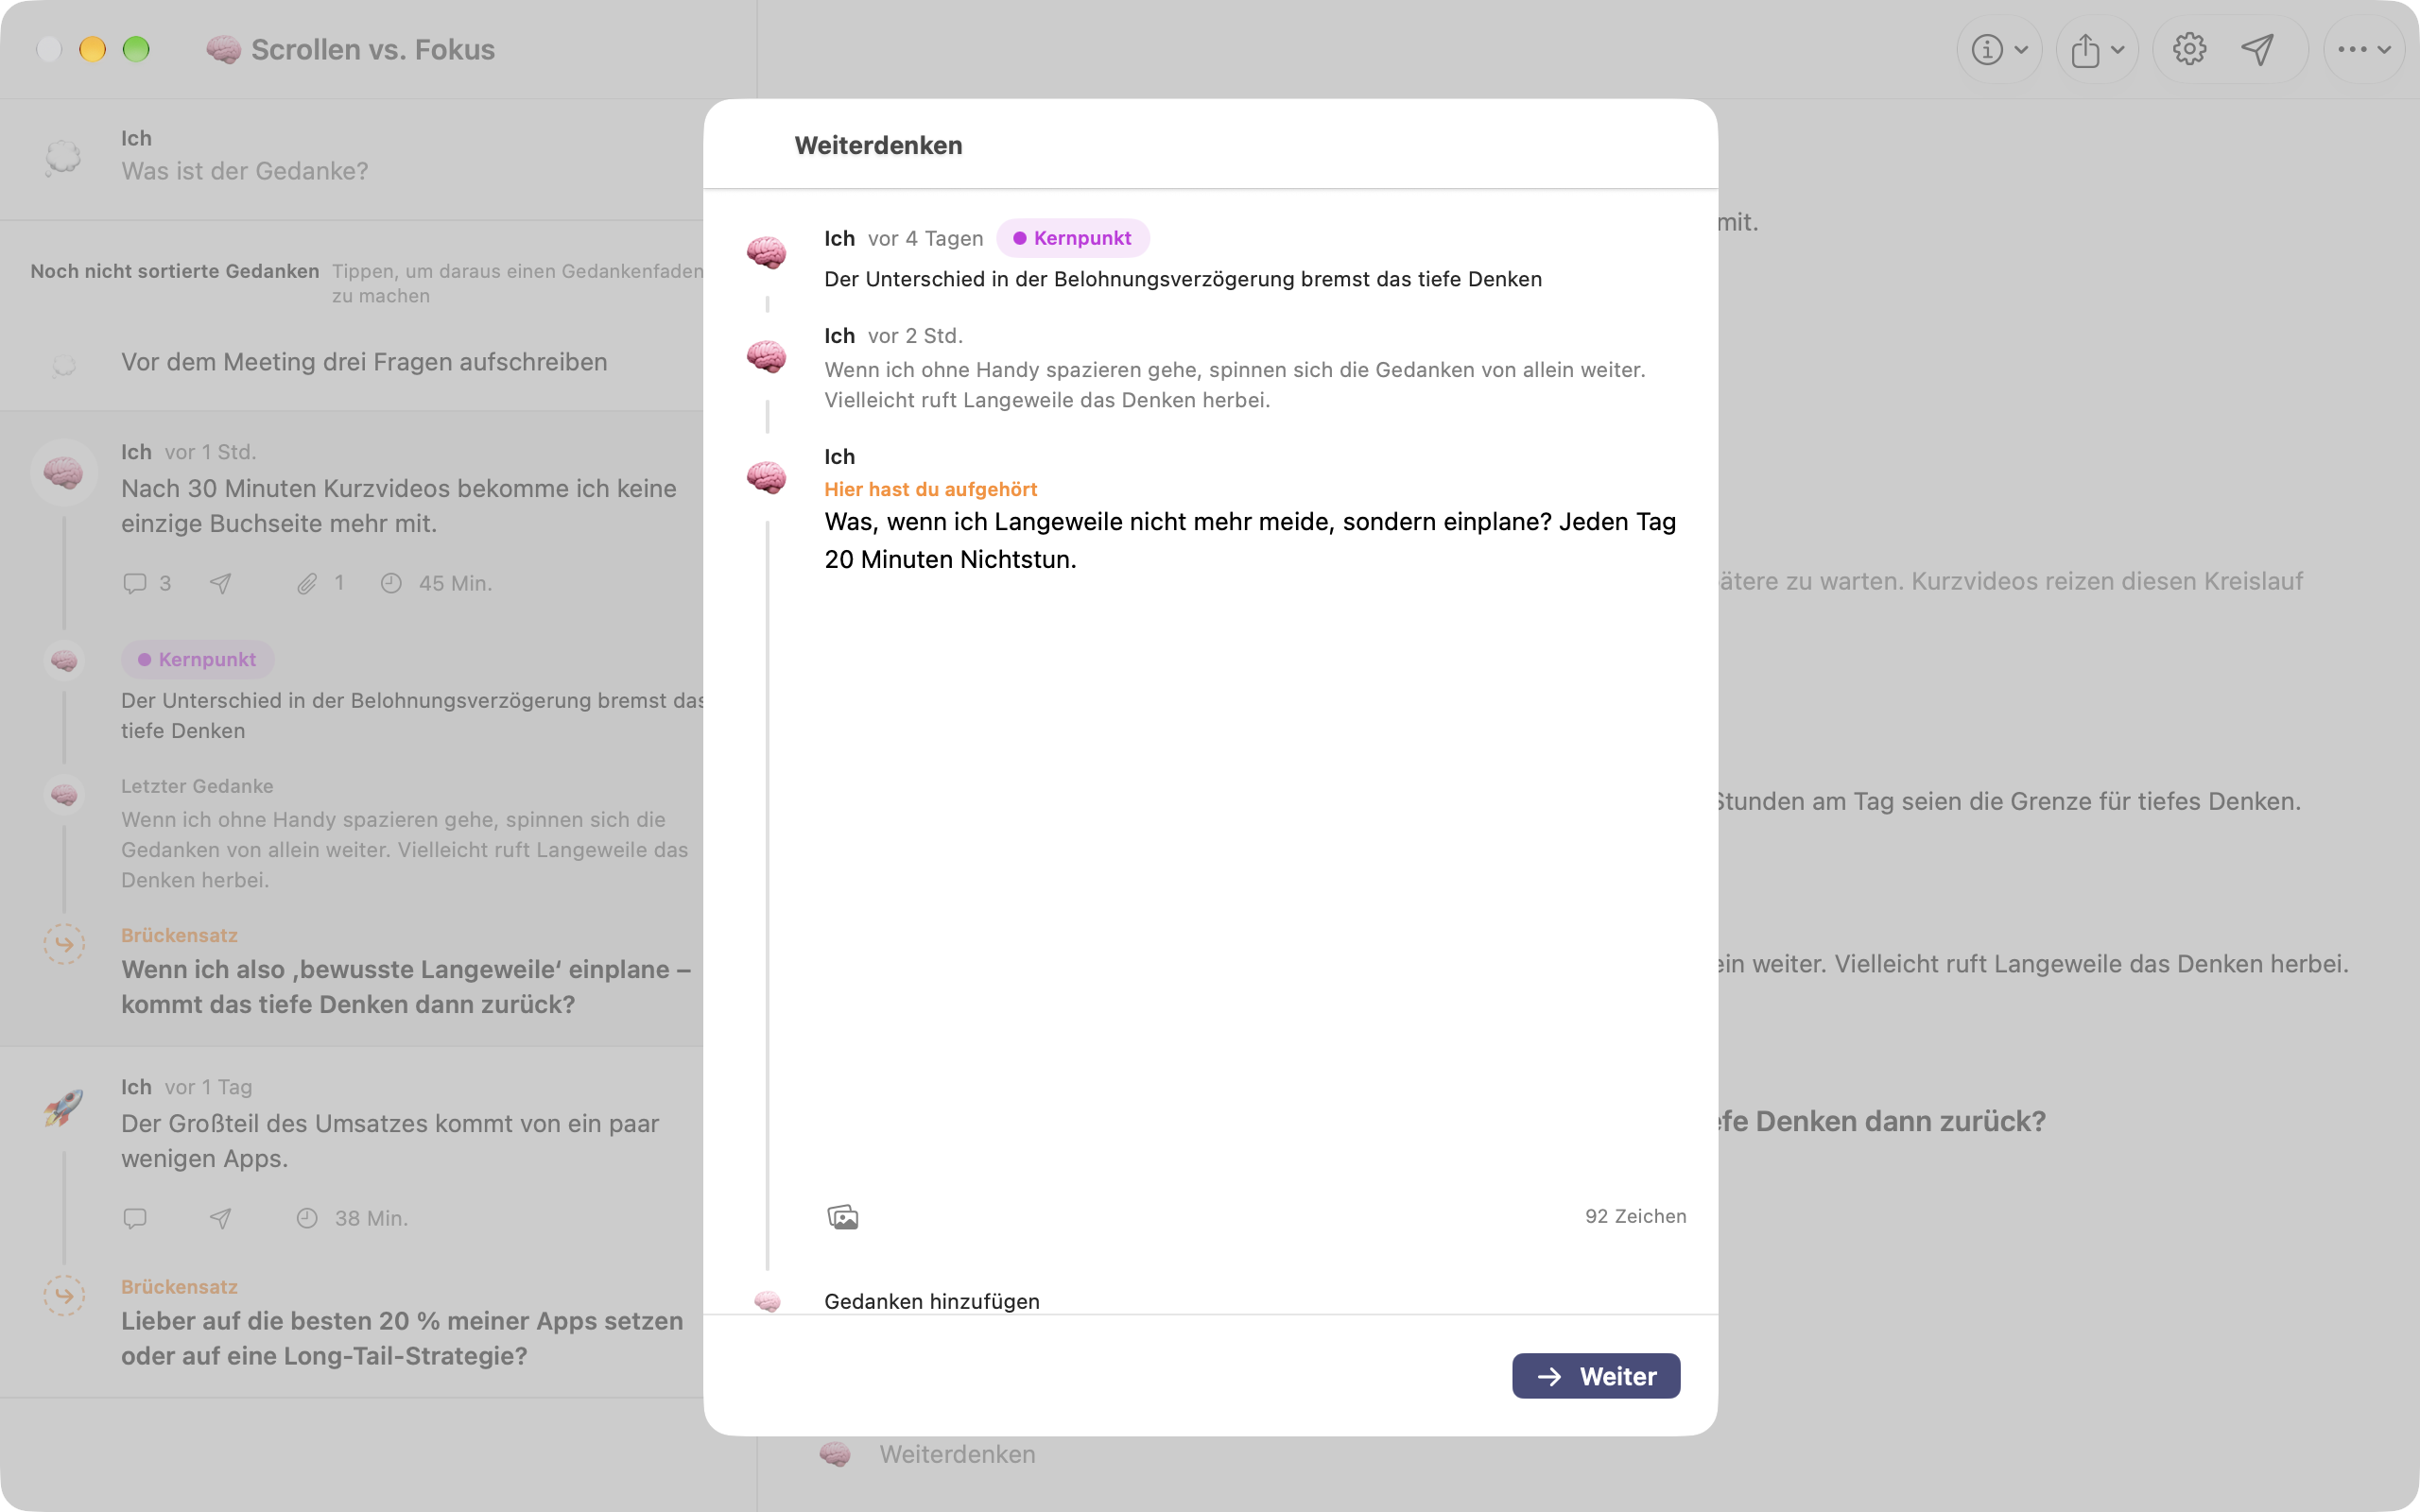 Scrollen vs. Fokus
Ich
Was ist der Gedanke?
Noch nicht sortierte Gedanken Tippen, um daraus einen Gedankenfaden
zu machen
Vor dem Meeting drei Fragen aufschreiben
Ich vor 1 Std.
Nach 30 Minuten Kurzvideos bekomme ich keine
einzige Buchseite mehr mit.
3 1 45 Min.
Kernpunkt
Der Unterschied in der Belohnungsverzögerung bremst das
tiefe Denken
Letzter Gedanke
Wenn ich ohne Handy spazieren gehe, spinnen sich die
Gedanken von allein weiter. Vielleicht ruft Langeweile das
Denken herbei.
Brückensatz
Wenn ich also ‚bewusste Langeweile‘ einplane –
kommt das tiefe Denken dann zurück?
Ich vor 1 Tag
Der Großteil des Umsatzes kommt von ein paar
wenigen Apps.
38 Min.
Brückensatz
Lieber auf die besten 20 % meiner Apps setzen
oder auf eine Long-Tail-Strategie?
Weiterdenken
Ich vor 4 Tagen Kernpunkt
Der Unterschied in der Belohnungsverzögerung bremst das tiefe Denken
Ich vor 2 Std.
Wenn ich ohne Handy spazieren gehe, spinnen sich die Gedanken von allein weiter.
Vielleicht ruft Langeweile das Denken herbei.
Ich
Hier hast du aufgehört
Was, wenn ich Langeweile nicht mehr meide, sondern einplane? Jeden Tag
20 Minuten Nichtstun.
92 Zeichen
Gedanken hinzufügen
Weiter
mit.
ätere zu warten. Kurzvideos reizen diesen Kreislauf
Stunden am Tag seien die Grenze für tiefes Denken.
ein weiter. Vielleicht ruft Langeweile das Denken herbei.
efe Denken dann zurück?
Weiterdenken